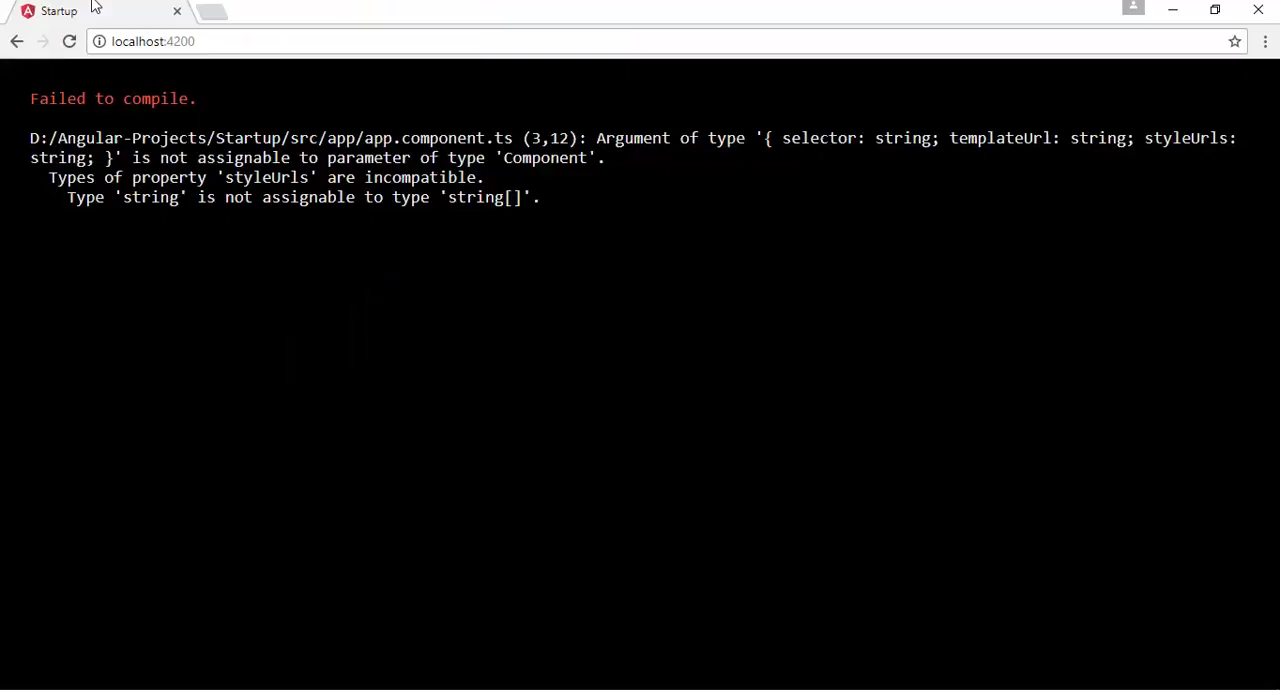 Startup
localhost:4200
Failed to compile.
D:/Angular-Projects/Startup/src/app/app.component.ts (3,12): Argument of type '{ selector: string; templateUrl: string; styleUrls:
string; }' is not assignable to parameter of type 'Component'.
Types of property 'styleUrls' are incompatible.
Type 'string' is not assignable to type 'string[]'.